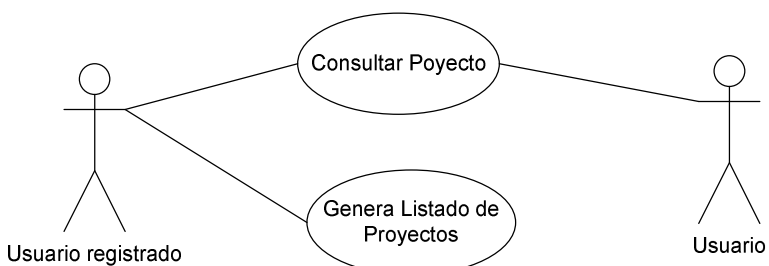 Consultar Poyecto
Genera Listado de
Proyectos
Usuario registrado
Usuario